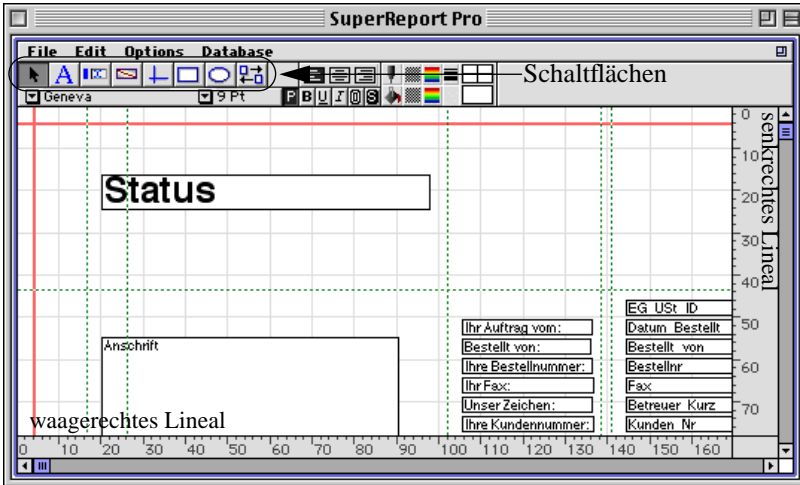 SuperReport Pro
File Edit Options Database
A
Schaltflächen
Geneva 9 Pt P B U I O S
0
10
20
30
40
50
60
70
senkrechtes Lineal
Status
Anschrift
Ihr Auftrag vom:
Bestellt von:
Ihre Bestellnummer:
Ihr Fax:
Unser Zeichen:
Ihre Kundennummer:
EG USt ID
Datum Bestellt
Bestellt von
Bestellnr
Fax
Betreuer Kurz
Kunden Nr
waagerechtes Lineal
0 10 20 30 40 50 60 70 80 90 100 110 120 130 140 150 160